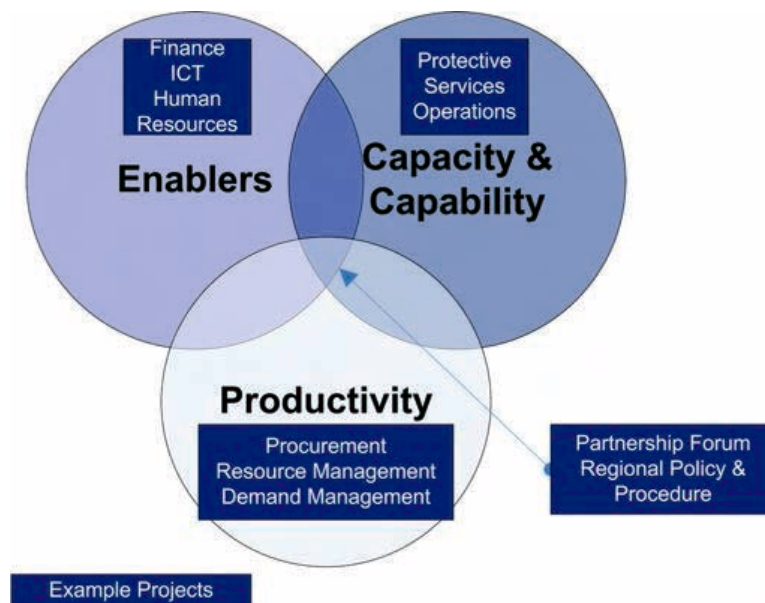 Finance
ICT
Human
Resources
Protective
Services
Operations
Enablers
Capacity &
Capability
Productivity
Procurement
Resource Management
Demand Management
Partnership Forum
Regional Policy &
Procedure
Example Projects